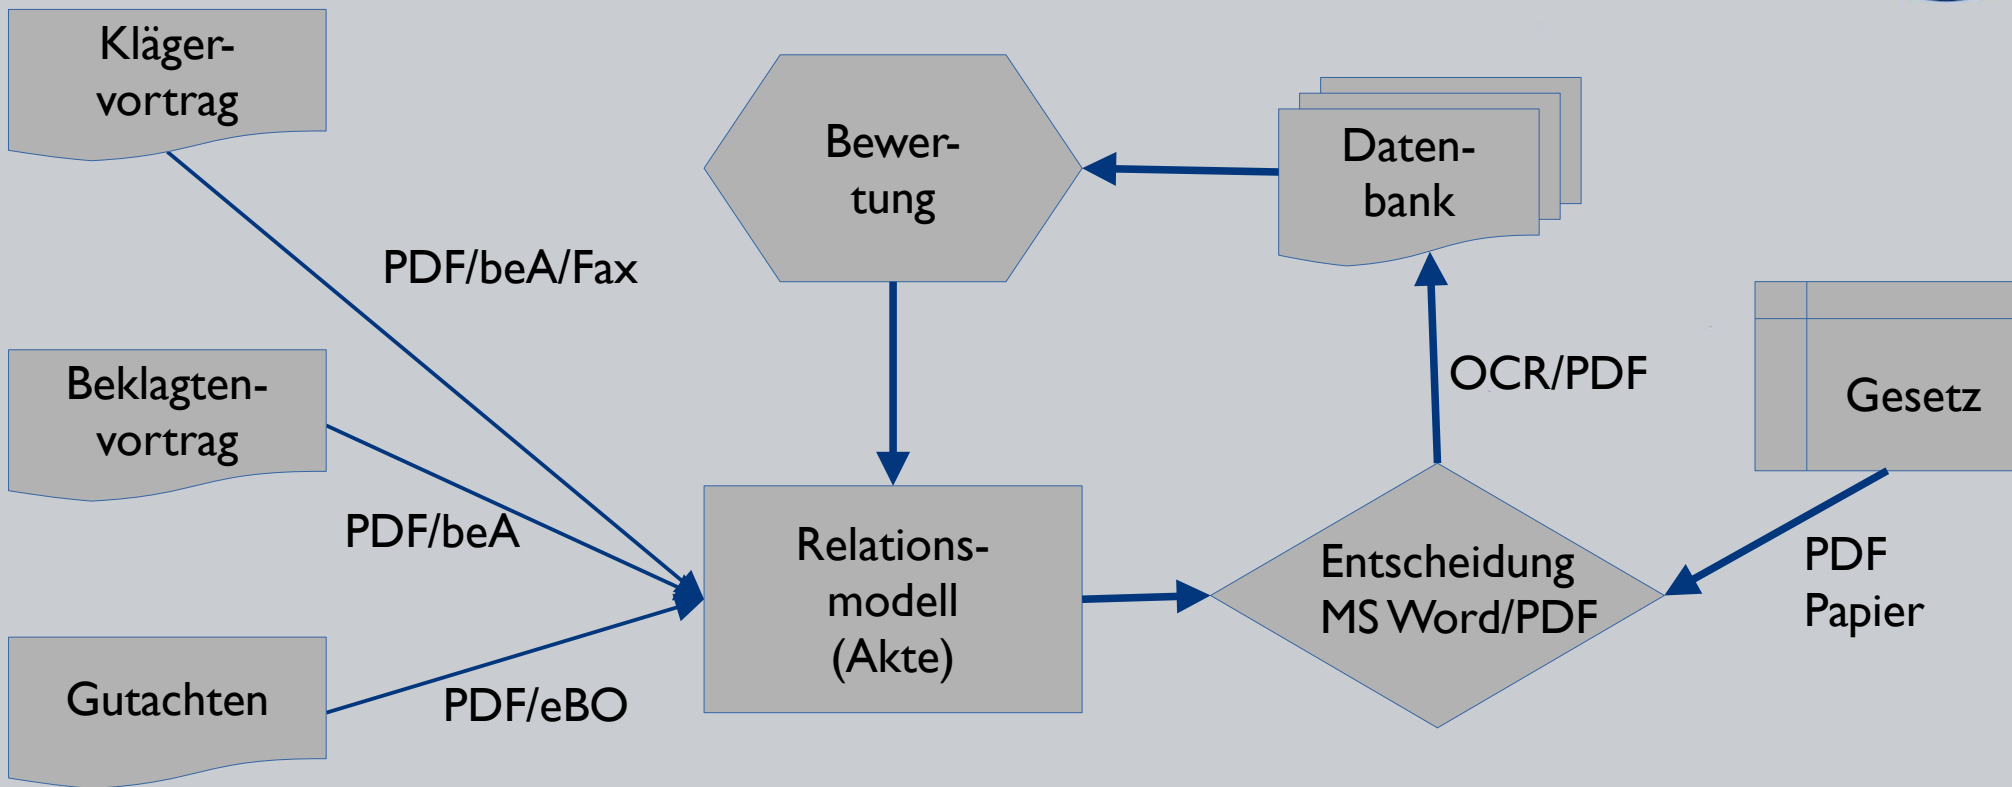 Kläger-
vortrag
Bewer-
tung
Daten-
bank
PDF/beA/Fax
Beklagten-
vortrag
OCR/PDF
Gesetz
PDF/beA
Relations-
modell
(Akte)
Entscheidung
MS Word/PDF
PDF
Papier
Gutachten
PDF/eBO